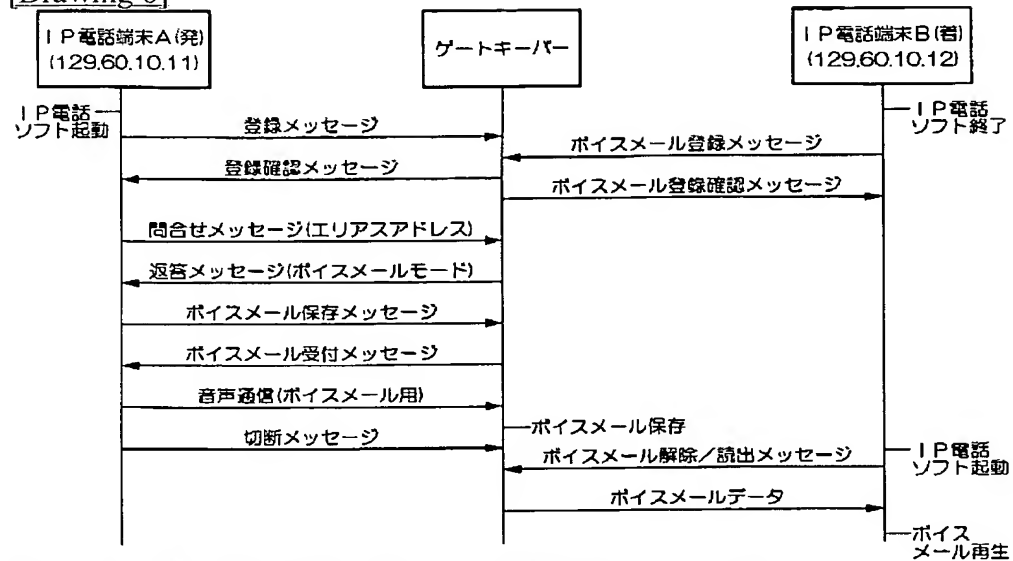 [Drawing 6]
IP電話端末A(発)
(129.60.10.11)
ゲートキーパー
IP電話端末B(着)
(129.60.10.12)
IP電話
ソフト起動
IP電話
ソフト終了
登録メッセージ
ボイスメール登録メッセージ
登録確認メッセージ
ボイスメール登録確認メッセージ
問合せメッセージ(エリアスアドレス)
返答メッセージ(ボイスメールモード)
ボイスメール保存メッセージ
ボイスメール受付メッセージ
音声通信(ボイスメール用)
ボイスメール保存
切断メッセージ
ボイスメール解除/読出メッセージ
IP電話
ソフト起動
ボイスメールデータ
ボイス
メール再生